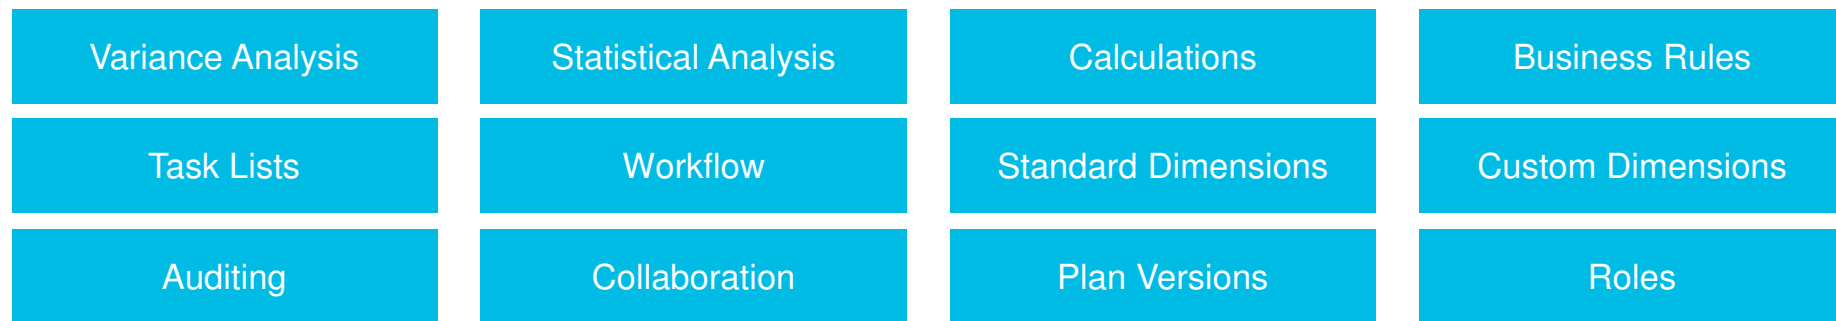 Variance Analysis
Statistical Analysis
Calculations
Business Rules
Task Lists
Workflow
Standard Dimensions
Custom Dimensions
Auditing
Collaboration
Plan Versions
Roles